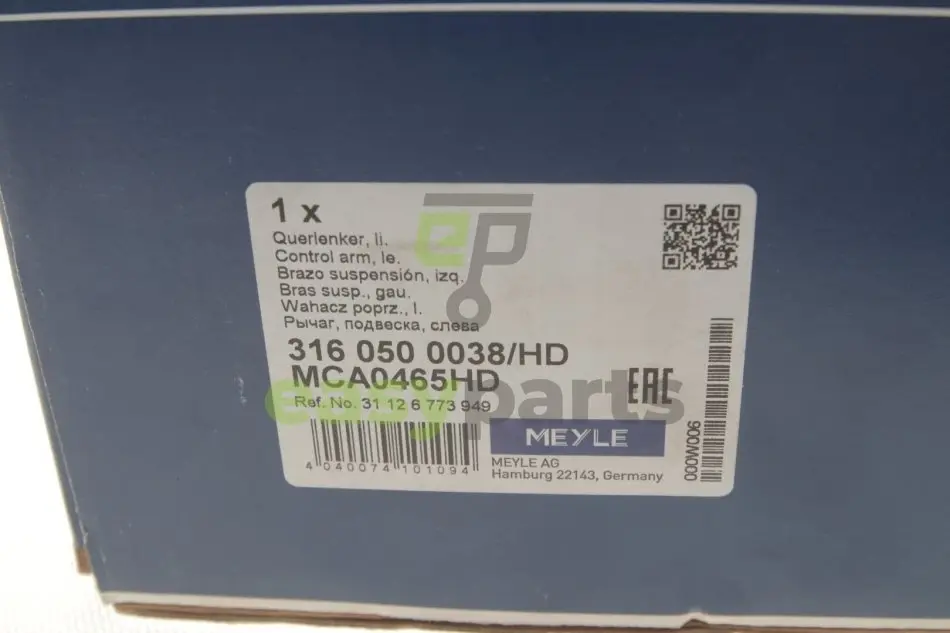 1 x
Querlenker, li.
Control arm, le.
Brazo suspensión, izq.
Bras susp., gau.
Wahacz poprz., l.
Рычаг, подвеска, слева
316 050 0038/HD
MCA0465HD
EAC
Ref. No. 31 12 6 773 949
4 040074 101094
MEYLE
MEYLE AG
Hamburg 22143, Germany
000W006
ep
easyparts